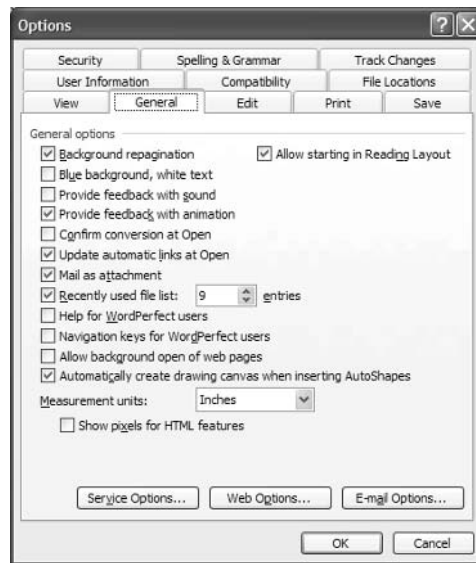 Options
Security Spelling & Grammar Track Changes
User Information Compatibility File Locations
View General Edit Print Save
General options
Background repagination Allow starting in Reading Layout
Blue background, white text
Provide feedback with sound
Provide feedback with animation
Confirm conversion at Open
Update automatic links at Open
Mail as attachment
Recently used file list: 9 entries
Help for WordPerfect users
Navigation keys for WordPerfect users
Allow background open of web pages
Automatically create drawing canvas when inserting AutoShapes
Measurement units: Inches
Show pixels for HTML features
Service Options... Web Options... E-mail Options...
OK Cancel